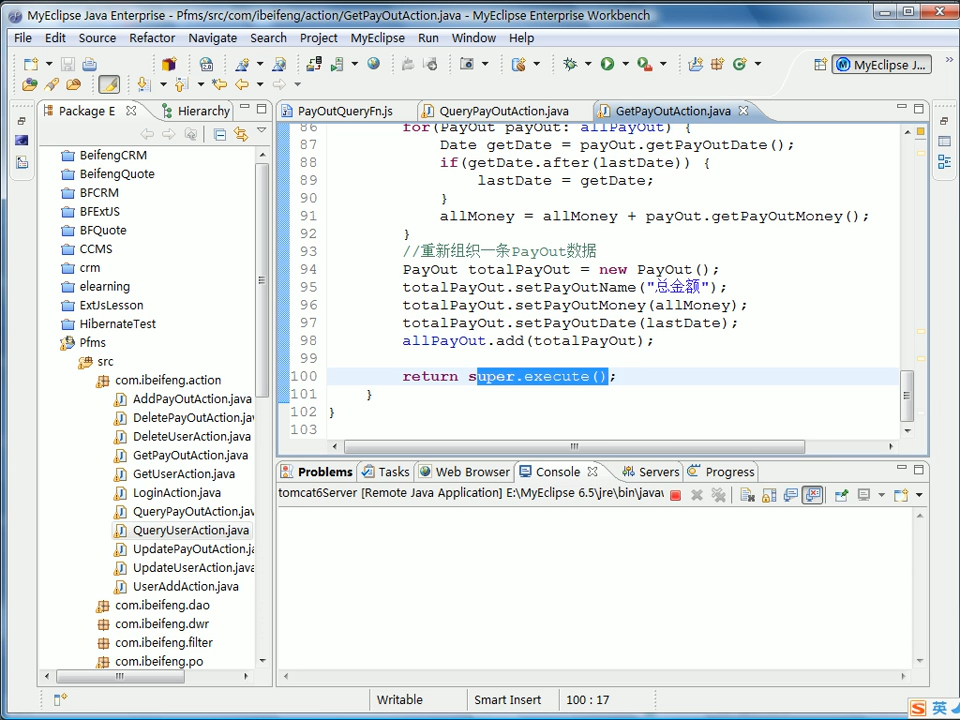 MyEclipse Java Enterprise - Pfms/src/com/ibeifeng/action/GetPayOutAction.java - MyEclipse Enterprise Workbench
File Edit Source Refactor Navigate Search Project MyEclipse Run Window Help
MyEclipse J...
Package E Hierarchy
BeifengCRM
BeifengQuote
BFCRM
BFExtJS
BFQuote
CCMS
crm
elearning
ExtJsLesson
HibernateTest
Pfms
src
com.ibeifeng.action
AddPayOutAction.java
DeletePayOutAction.jav
DeleteUserAction.java
GetPayOutAction.java
GetUserAction.java
LoginAction.java
QueryPayOutAction.jav
QueryUserAction.java
UpdatePayOutAction.ja
UpdateUserAction.java
UserAddAction.java
com.ibeifeng.dao
com.ibeifeng.dwr
com.ibeifeng.filter
com.ibeifeng.po
PayOutQueryFn.js QueryPayOutAction.java GetPayOutAction.java
86 for(PayOut payOut: allPayOut) {
87 Date getDate = payOut.getPayOutDate();
88 if(getDate.after(lastDate)) {
89 lastDate = getDate;
90 }
91 allMoney = allMoney + payOut.getPayOutMoney();
92 }
93 //重新组织一条PayOut数据
94 PayOut totalPayOut = new PayOut();
95 totalPayOut.setPayOutName("总金额");
96 totalPayOut.setPayOutMoney(allMoney);
97 totalPayOut.setPayOutDate(lastDate);
98 allPayOut.add(totalPayOut);
99
100 return super.execute();
101 }
102 }
103
Problems Tasks Web Browser Console Servers Progress
tomcat6Server [Remote Java Application] E:\MyEclipse 6.5\jre\bin\javaw
Writable Smart Insert 100 : 17
S 英